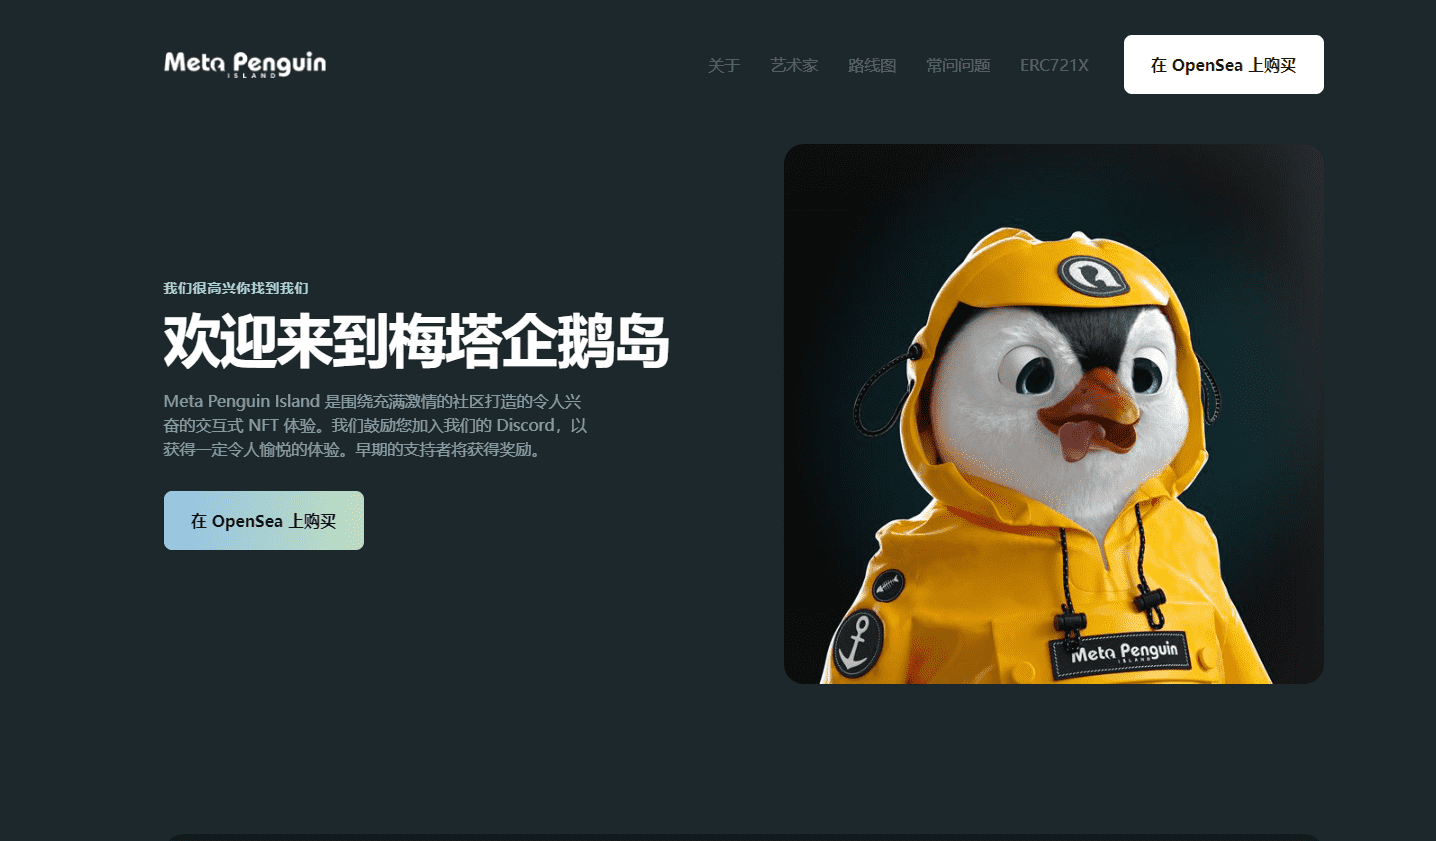 Meta Penguin
ISLAND
关于
艺术家
路线图
常问问题
ERC721X
在 OpenSea 上购买
我们很高兴你找到我们
欢迎来到梅塔企鹅岛
Meta Penguin Island 是围绕充满激情的社区打造的令人兴
奋的交互式 NFT 体验。我们鼓励您加入我们的 Discord，以
获得一定令人愉悦的体验。早期的支持者将获得奖励。
在 OpenSea 上购买
Meta Penguin
ISLAND